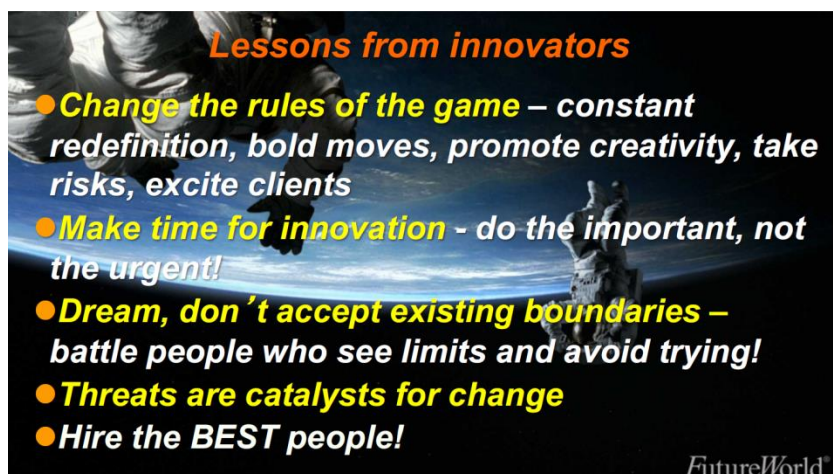 Lessons from innovators
●Change the rules of the game – constant
redefinition, bold moves, promote creativity, take
risks, excite clients
●Make time for innovation - do the important, not
the urgent!
●Dream, don’t accept existing boundaries –
battle people who see limits and avoid trying!
●Threats are catalysts for change
●Hire the BEST people!
FutureWorld®